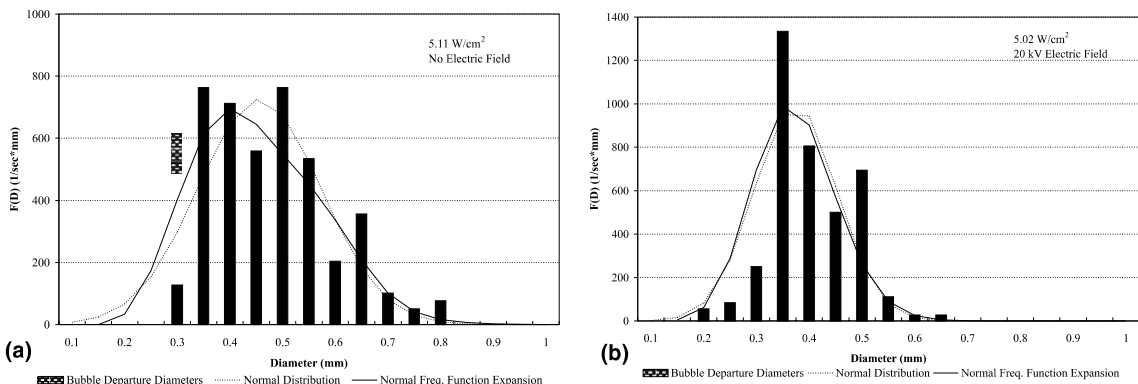 1000
800
600
400
200
0
F(D) (1/sec*mm)
5.11 W/cm²
No Electric Field
0.1 0.2 0.3 0.4 0.5 0.6 0.7 0.8 0.9 1
Diameter (mm)
(a)
Bubble Departure Diameters Normal Distribution Normal Freq. Function Expansion
1400
1200
1000
800
600
400
200
0
F(D) (1/sec*mm)
5.02 W/cm²
20 kV Electric Field
0.1 0.2 0.3 0.4 0.5 0.6 0.7 0.8 0.9 1
Diameter (mm)
(b)
Bubble Departure Diameters Normal Distribution Normal Freq. Function Expansion